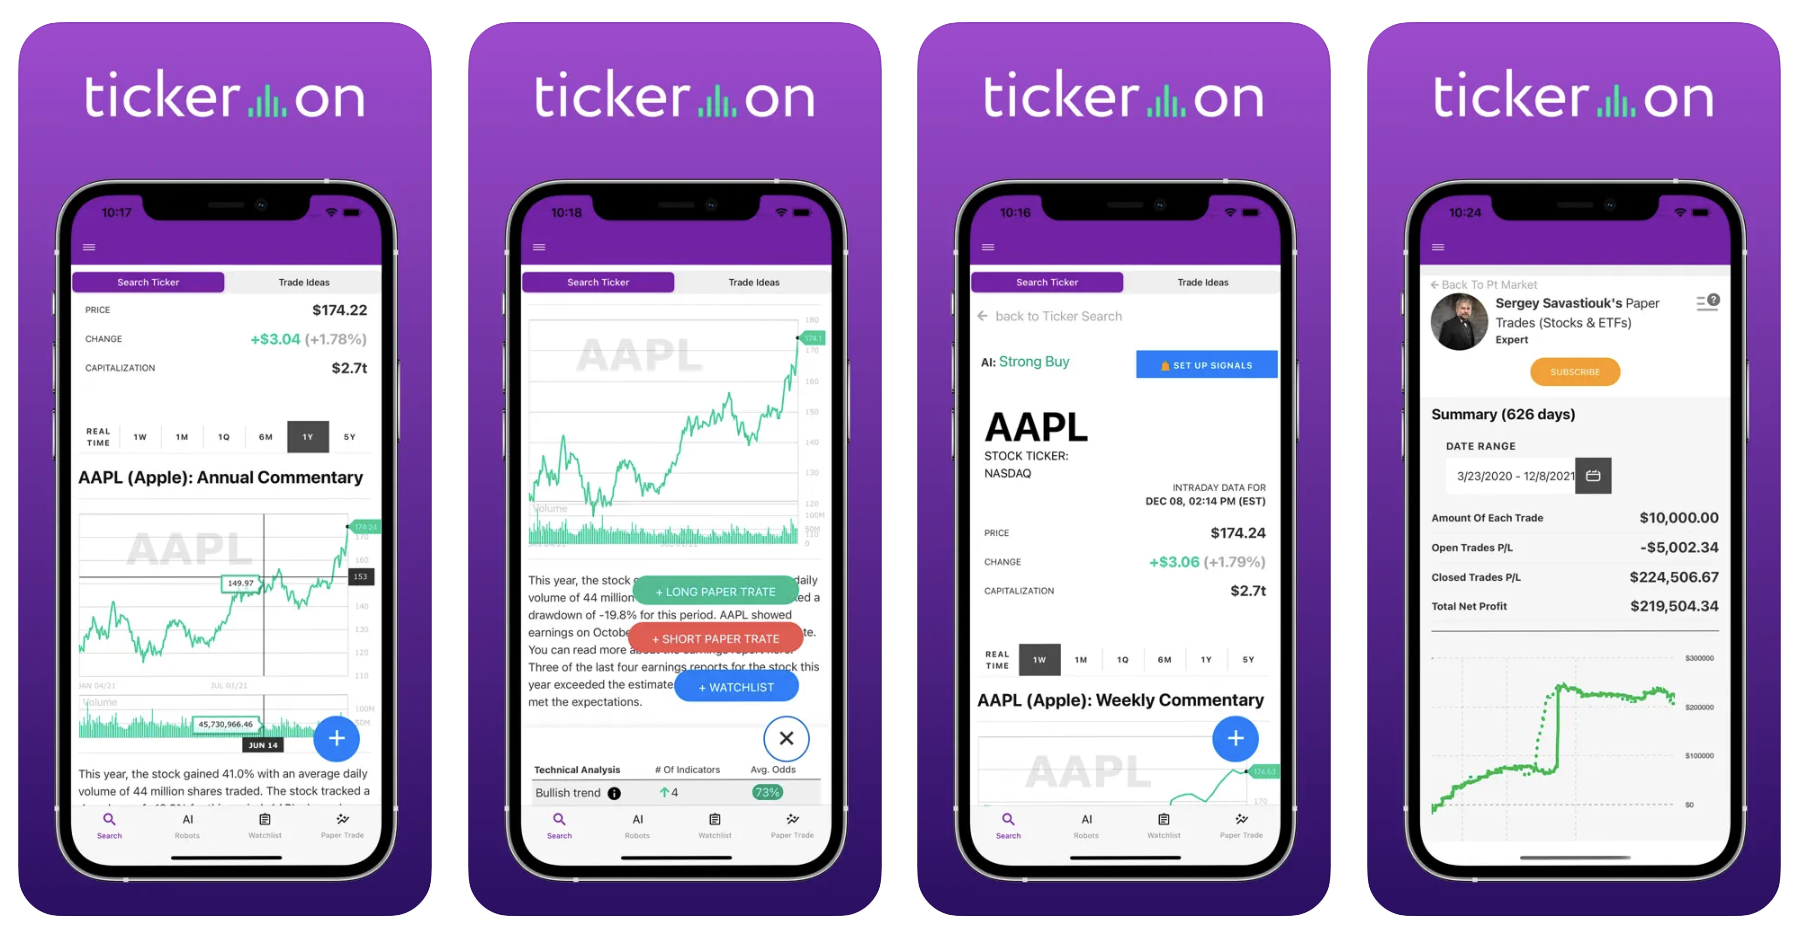 ticker on
10:17
Search Ticker Trade Ideas
PRICE $174.22
CHANGE +$3.04 (+1.78%)
CAPITALIZATION $2.7t
REAL TIME 1W 1M 1Q 6M 1Y 5Y
AAPL (Apple): Annual Commentary
AAPL
174.24
170
160
153
149.97
140
130
120
110
JAN 04/21 JUL 01/21
Volume
100M
50M
45,730,966.46
JUN 14
+
This year, the stock gained 41.0% with an average daily
volume of 44 million shares traded. The stock tracked a
Search
AI
Robots
Watchlist
Paper Trade
ticker on
10:18
Search Ticker Trade Ideas
AAPL
180
174.1
170
160
150
140
130
120
110
Volume
100M
50M
0
This year, the stock daily
volume of 44 million ked a
drawdown of -19.8% for this period. AAPL showed
earnings on Octobe te.
You can read more
Three of the last four earnings reports for the stock this
year exceeded the estimate
met the expectations.
+ LONG PAPER TRATE
+ SHORT PAPER TRATE
+ WATCHLIST
Technical Analysis # Of Indicators Avg. Odds
Bullish trend 4 73%
Search
AI
Robots
Watchlist
Paper Trade
ticker on
10:16
Search Ticker Trade Ideas
back to Ticker Search
AI: Strong Buy
SET UP SIGNALS
AAPL
STOCK TICKER:
NASDAQ
INTRADAY DATA FOR
DEC 08, 02:14 PM (EST)
PRICE $174.24
CHANGE +$3.06 (+1.79%)
CAPITALIZATION $2.7t
REAL TIME 1W 1M 1Q 6M 1Y 5Y
AAPL (Apple): Weekly Commentary
AAPL
174.53
170
+
Search
AI
Robots
Watchlist
Paper Trade
ticker on
10:24
Back To Pt Market
Sergey Savastiouk's Paper
Trades (Stocks & ETFs)
Expert
SUBSCRIBE
Summary (626 days)
DATE RANGE
3/23/2020 - 12/8/2021
Amount Of Each Trade $10,000.00
Open Trades P/L -$5,002.34
Closed Trades P/L $224,506.67
Total Net Profit $219,504.34
$300000
$200000
$100000
$0